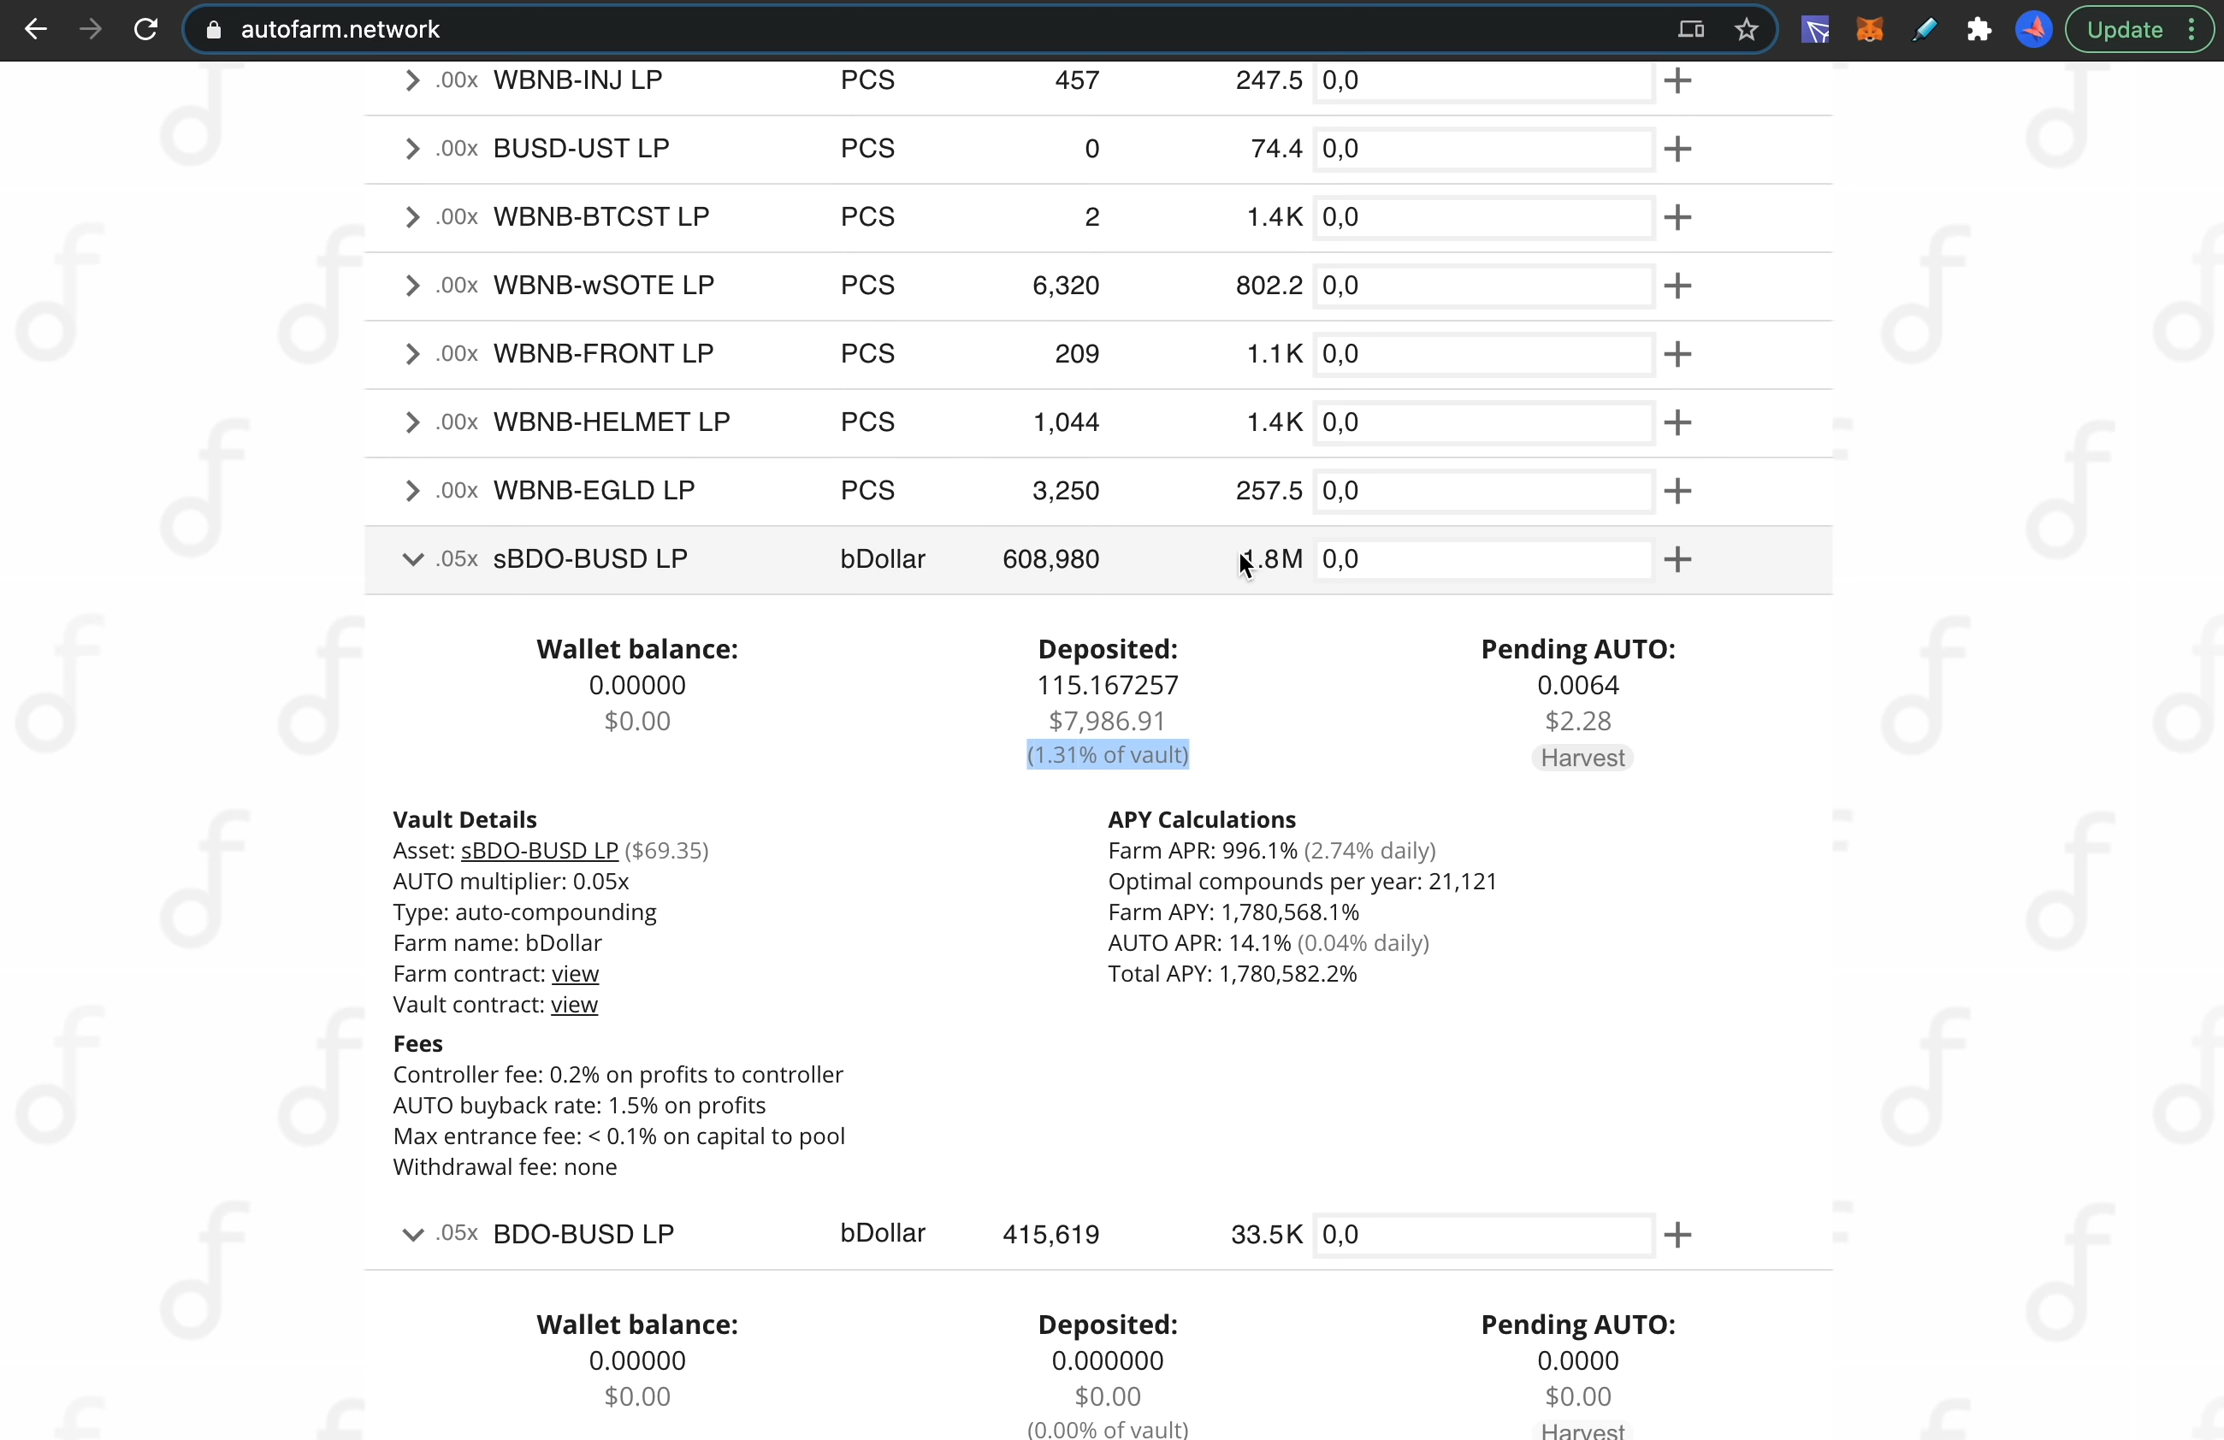 autofarm.network
Update
.00x WBNB-INJ LP PCS 457 247.5 0,0
.00x BUSD-UST LP PCS 0 74.4 0,0
.00x WBNB-BTCST LP PCS 2 1.4K 0,0
.00x WBNB-wSOTE LP PCS 6,320 802.2 0,0
.00x WBNB-FRONT LP PCS 209 1.1K 0,0
.00x WBNB-HELMET LP PCS 1,044 1.4K 0,0
.00x WBNB-EGLD LP PCS 3,250 257.5 0,0
.05x sBDO-BUSD LP bDollar 608,980 1.8M 0,0
Wallet balance: Deposited: Pending AUTO:
0.00000 115.167257 0.0064
$0.00 $7,986.91 $2.28
(1.31% of vault) Harvest
Vault Details
Asset: sBDO-BUSD LP ($69.35)
AUTO multiplier: 0.05x
Type: auto-compounding
Farm name: bDollar
Farm contract: view
Vault contract: view
APY Calculations
Farm APR: 996.1% (2.74% daily)
Optimal compounds per year: 21,121
Farm APY: 1,780,568.1%
AUTO APR: 14.1% (0.04% daily)
Total APY: 1,780,582.2%
Fees
Controller fee: 0.2% on profits to controller
AUTO buyback rate: 1.5% on profits
Max entrance fee: < 0.1% on capital to pool
Withdrawal fee: none
.05x BDO-BUSD LP bDollar 415,619 33.5K 0,0
Wallet balance: Deposited: Pending AUTO:
0.00000 0.000000 0.0000
$0.00 $0.00 $0.00
(0.00% of vault) Harvest